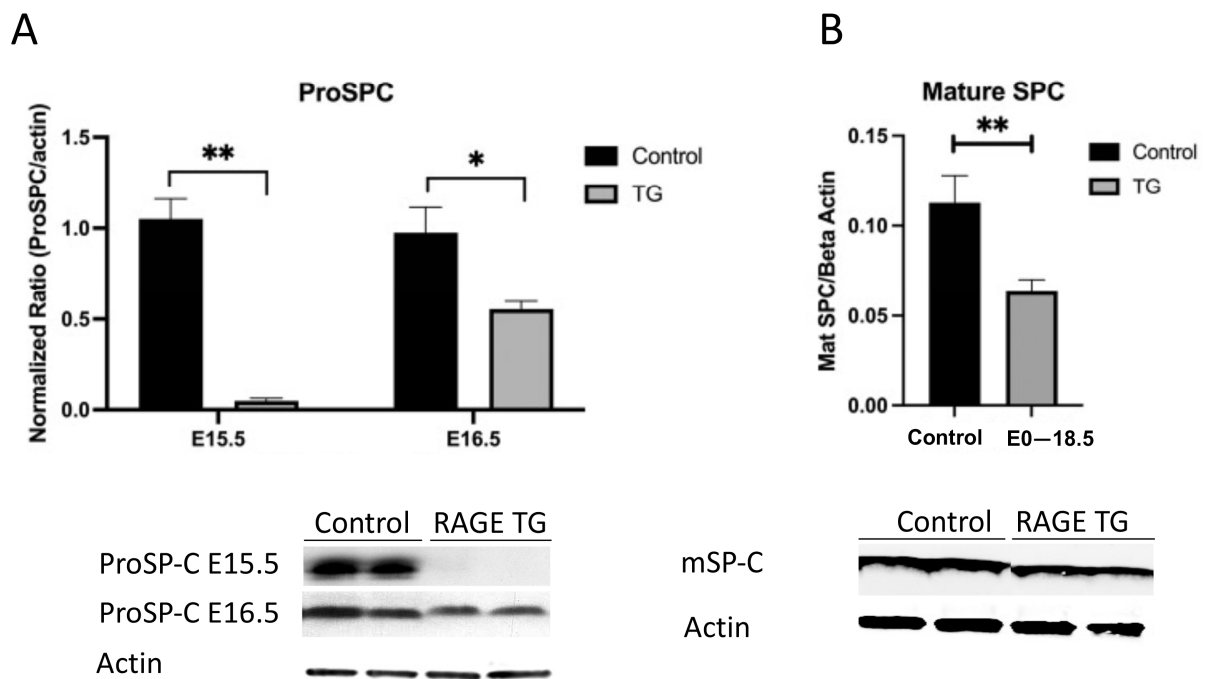 A
ProSPC
Normalized Ratio (ProSPC/actin)
1.5
1.0
0.5
0.0
**
*
Control
TG
E15.5
E16.5
Control RAGE TG
ProSP-C E15.5
ProSP-C E16.5
Actin
B
Mature SPC
Mat SPC/Beta Actin
0.15
0.10
0.05
0.00
**
Control
TG
Control E0—18.5
Control RAGE TG
mSP-C
Actin